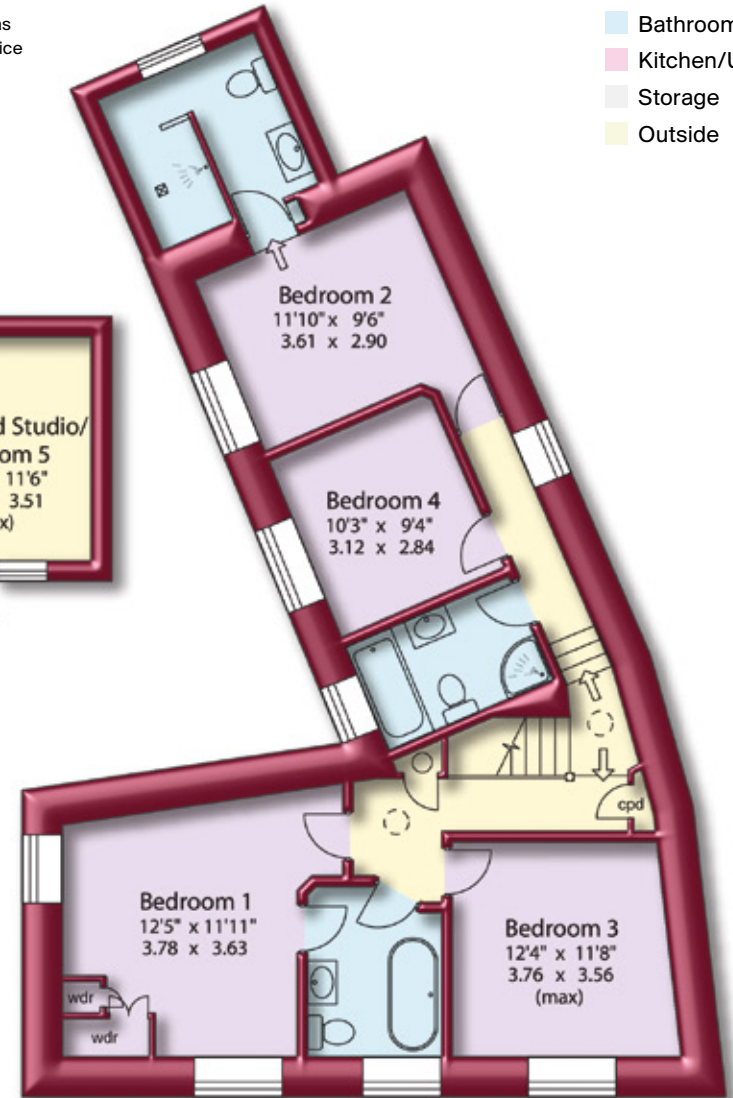 Bathroom
Storage
Outside
Bedroom 2
11'10" x 9'6"
3.61 x 2.90
Studio/
5
11'6"
3.51
Bedroom 4
10'3" x 9'4"
3.12 x 2.84
cpd
Bedroom 1
12'5" x 11'11"
3.78 x 3.63
wdr
wdr
Bedroom 3
12'4" x 11'8"
3.76 x 3.56
(max)